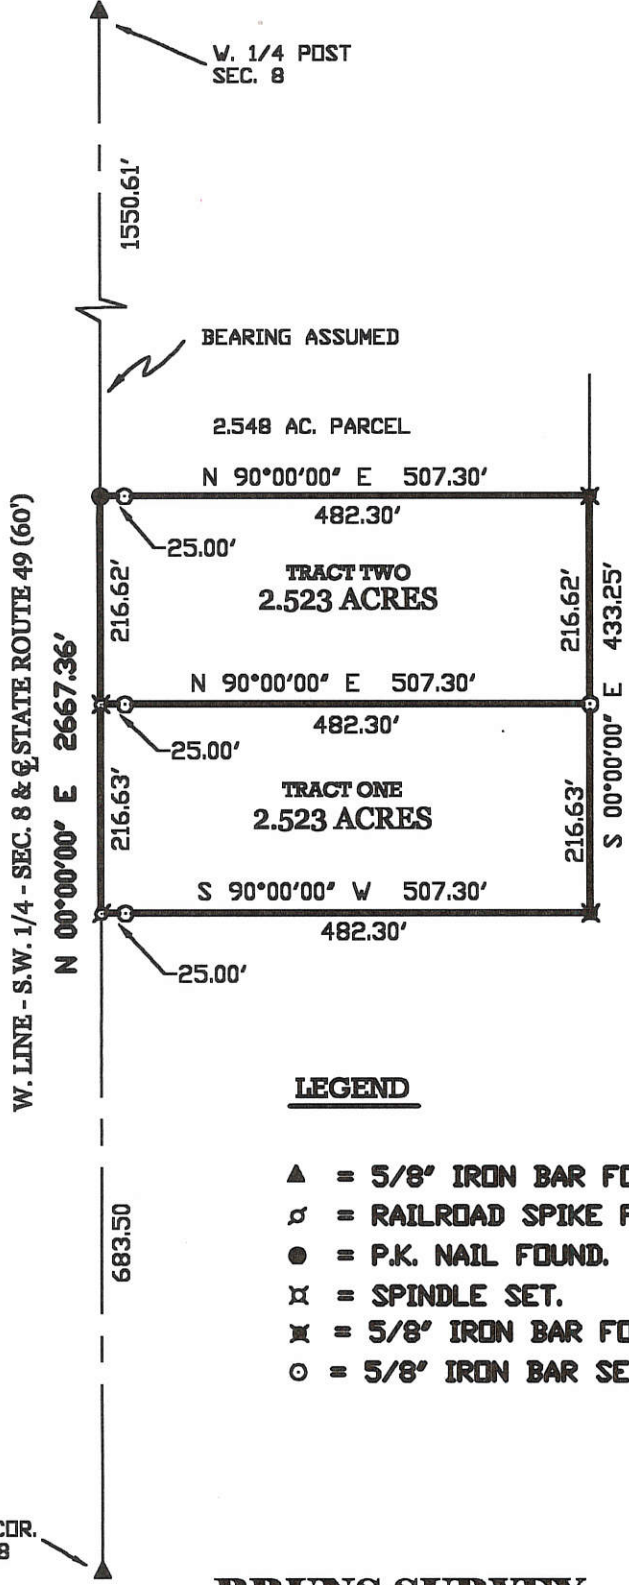 W. 1/4 POST
SEC. 8
1550.61'
BEARING ASSUMED
2.548 AC. PARCEL
N 90°00'00" E 507.30'
482.30'
25.00'
TRACT TWO
2.523 ACRES
216.62'
216.62'
433.25'
S 00°00'00" E
W. LINE - S.W. 1/4 - SEC. 8 & ℄ STATE ROUTE 49 (60')
N 00°00'00" E 2667.36'
N 90°00'00" E 507.30'
482.30'
25.00'
TRACT ONE
2.523 ACRES
216.63'
216.63'
S 90°00'00" W 507.30'
482.30'
25.00'
683.50
LEGEND
= 5/8" IRON BAR FO
= RAILROAD SPIKE F
= P.K. NAIL FOUND.
= SPINDLE SET.
= 5/8" IRON BAR FO
= 5/8" IRON BAR SE
COR.
8
BRUNS SURVEY